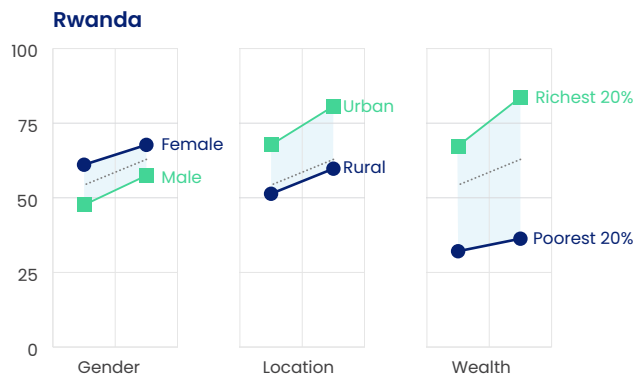 Rwanda
100
75
50
25
0
Female
Male
Gender
Urban
Rural
Location
Richest 20%
Poorest 20%
Wealth